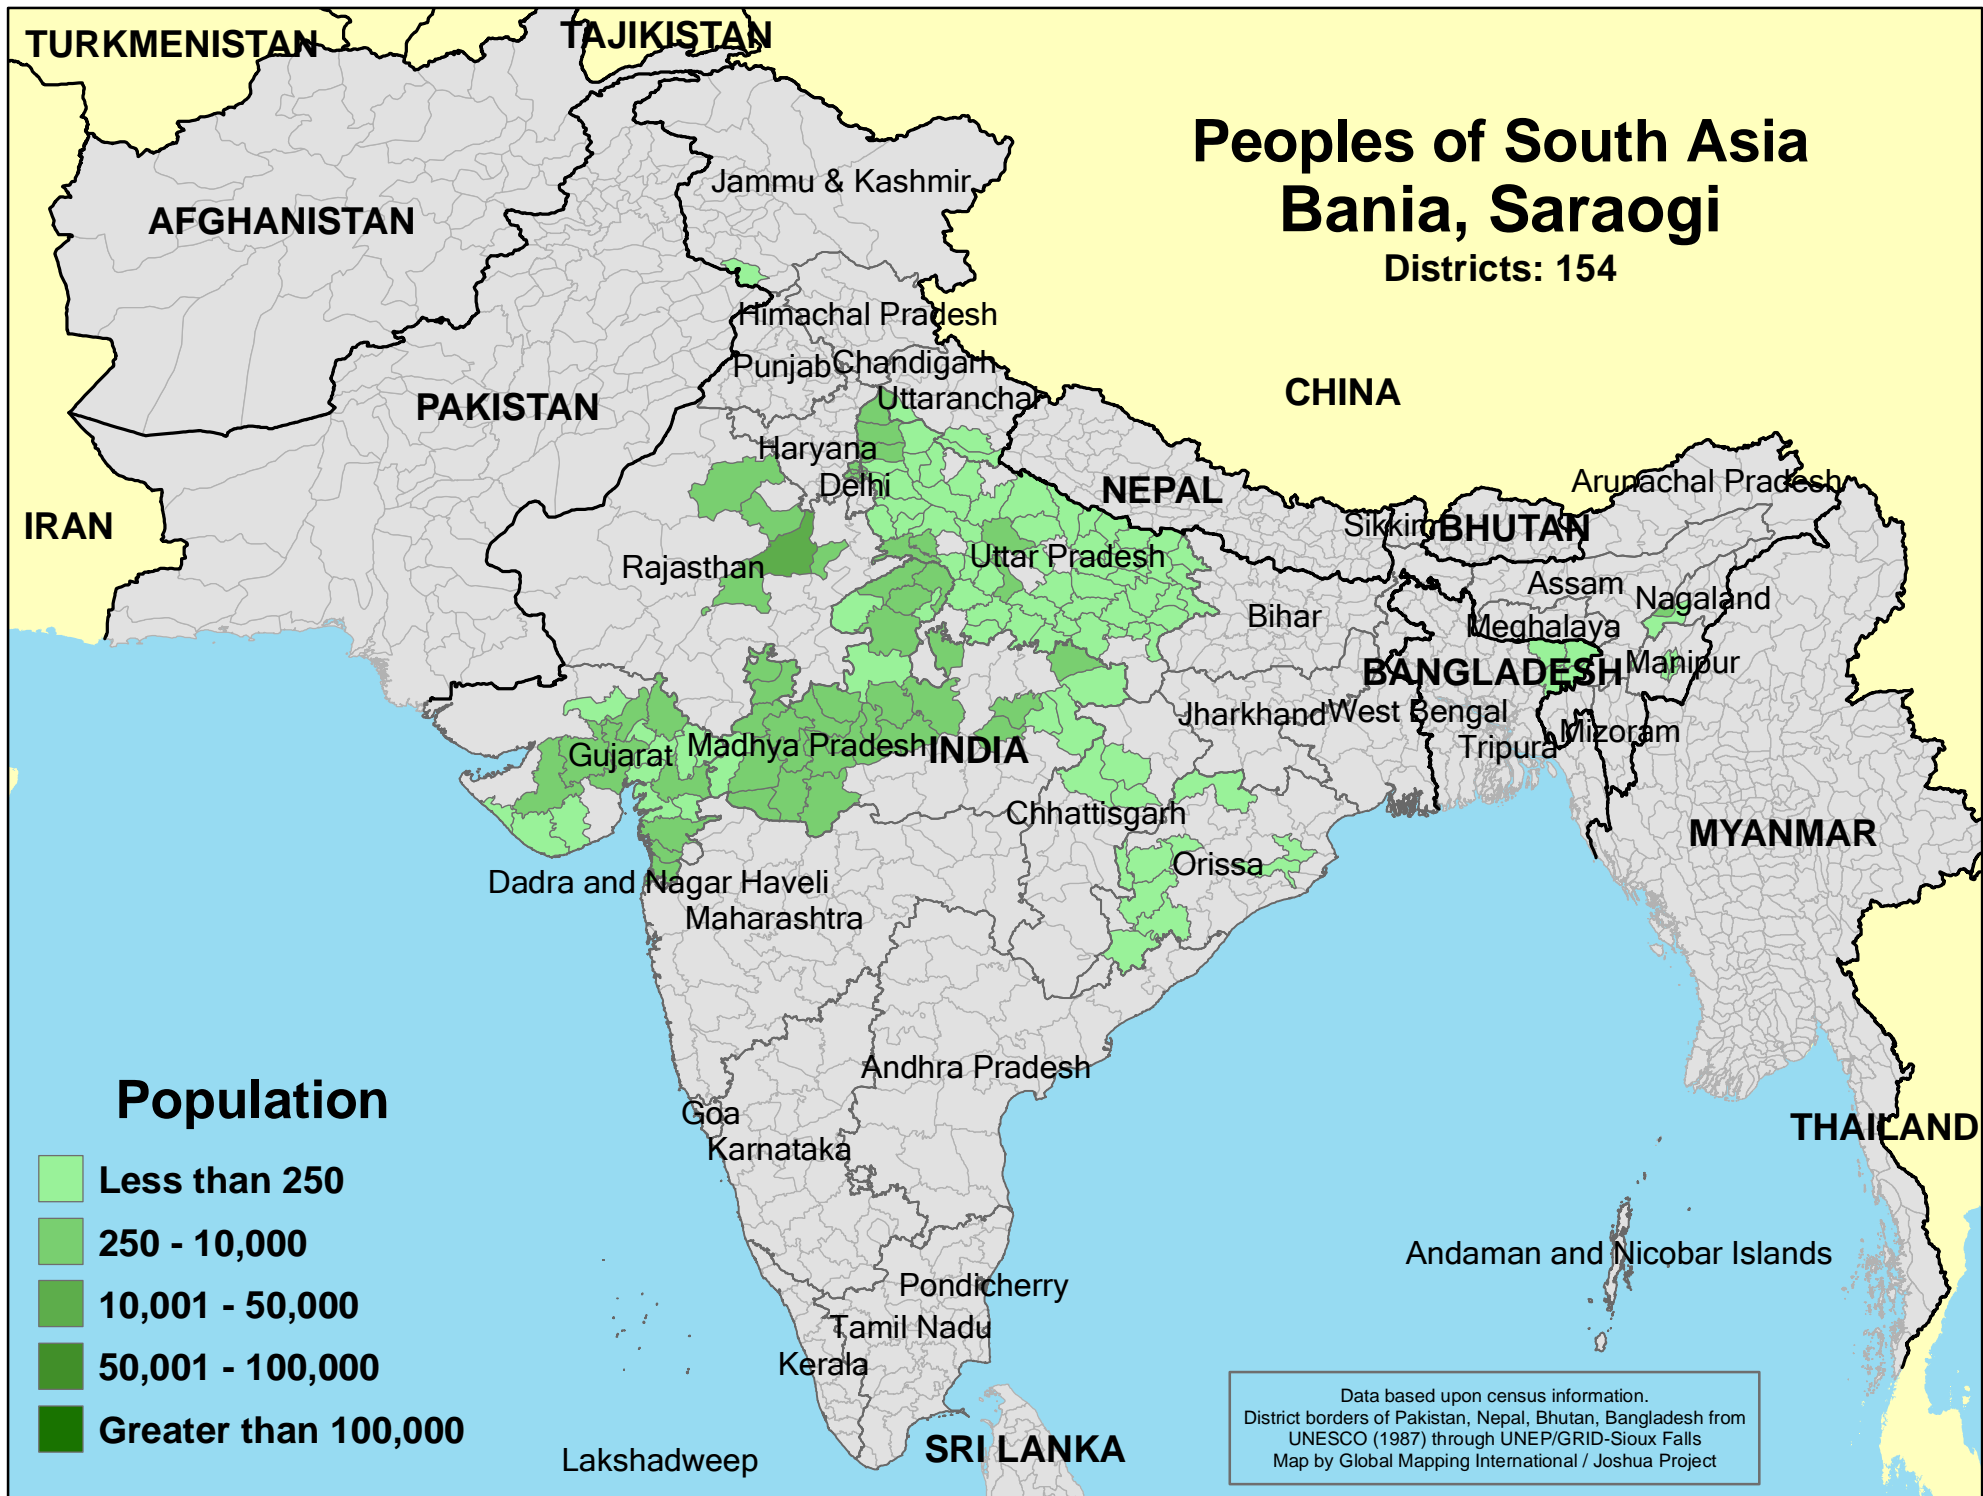 TURKMENISTAN
TAJIKISTAN
Peoples of South Asia
Bania, Saraogi
Districts: 154
Jammu & Kashmir
AFGHANISTAN
Himachal Pradesh
Punjab
Chandigarh
Uttaranchal
CHINA
PAKISTAN
Haryana
Delhi
NEPAL
Arunachal Pradesh
IRAN
Sikkim
BHUTAN
Rajasthan
Uttar Pradesh
Assam
Nagaland
Bihar
Meghalaya
BANGLADESH
Manipur
Jharkhand
West Bengal
Gujarat
Madhya Pradesh
INDIA
Tripura
Mizoram
Chhattisgarh
MYANMAR
Orissa
Dadra and Nagar Haveli
Maharashtra
Andhra Pradesh
Population
Goa
Karnataka
THAILAND
Less than 250
250 - 10,000
10,001 - 50,000
50,001 - 100,000
Greater than 100,000
Andaman and Nicobar Islands
Pondicherry
Tamil Nadu
Kerala
Lakshadweep
SRI LANKA
Data based upon census information.
District borders of Pakistan, Nepal, Bhutan, Bangladesh from
UNESCO (1987) through UNEP/GRID-Sioux Falls
Map by Global Mapping International / Joshua Project